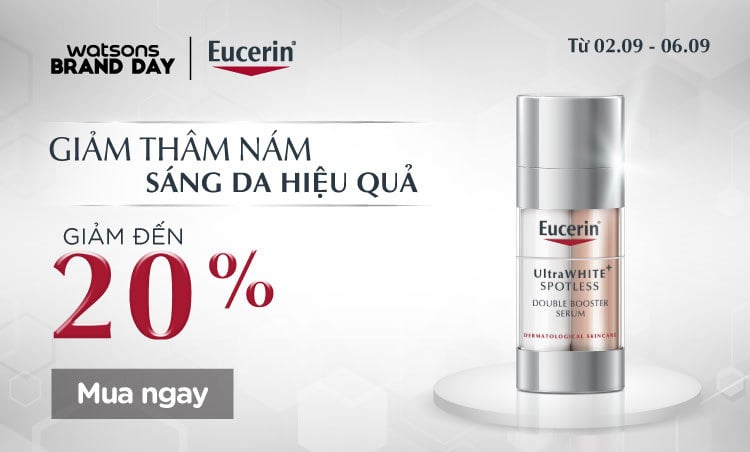 watsons
BRAND DAY
Eucerin®
Từ 02.09 - 06.09
GIẢM THÂM NÁM
SÁNG DA HIỆU QUẢ
GIẢM ĐẾN
20%
Mua ngay
Eucerin®
UltraWHITE+
SPOTLESS
DOUBLE BOOSTER
SERUM
DERMATOLOGICAL SKINCARE